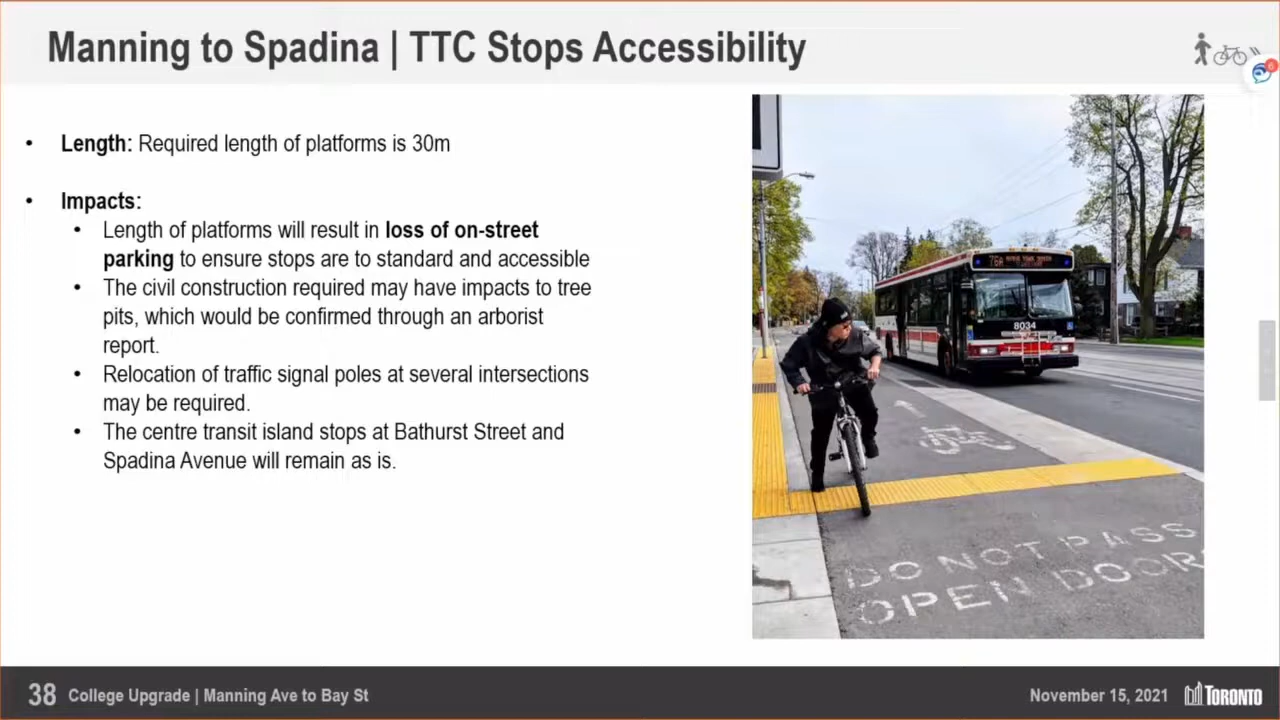 Manning to Spadina | TTC Stops Accessibility
6
• Length: Required length of platforms is 30m
• Impacts:
• Length of platforms will result in loss of on-street
parking to ensure stops are to standard and accessible
• The civil construction required may have impacts to tree
pits, which would be confirmed through an arborist
report.
• Relocation of traffic signal poles at several intersections
may be required.
• The centre transit island stops at Bathurst Street and
Spadina Avenue will remain as is.
76A
8034
DO NOT PASS
OPEN DOOR
38 College Upgrade | Manning Ave to Bay St
November 15, 2021 TORONTO